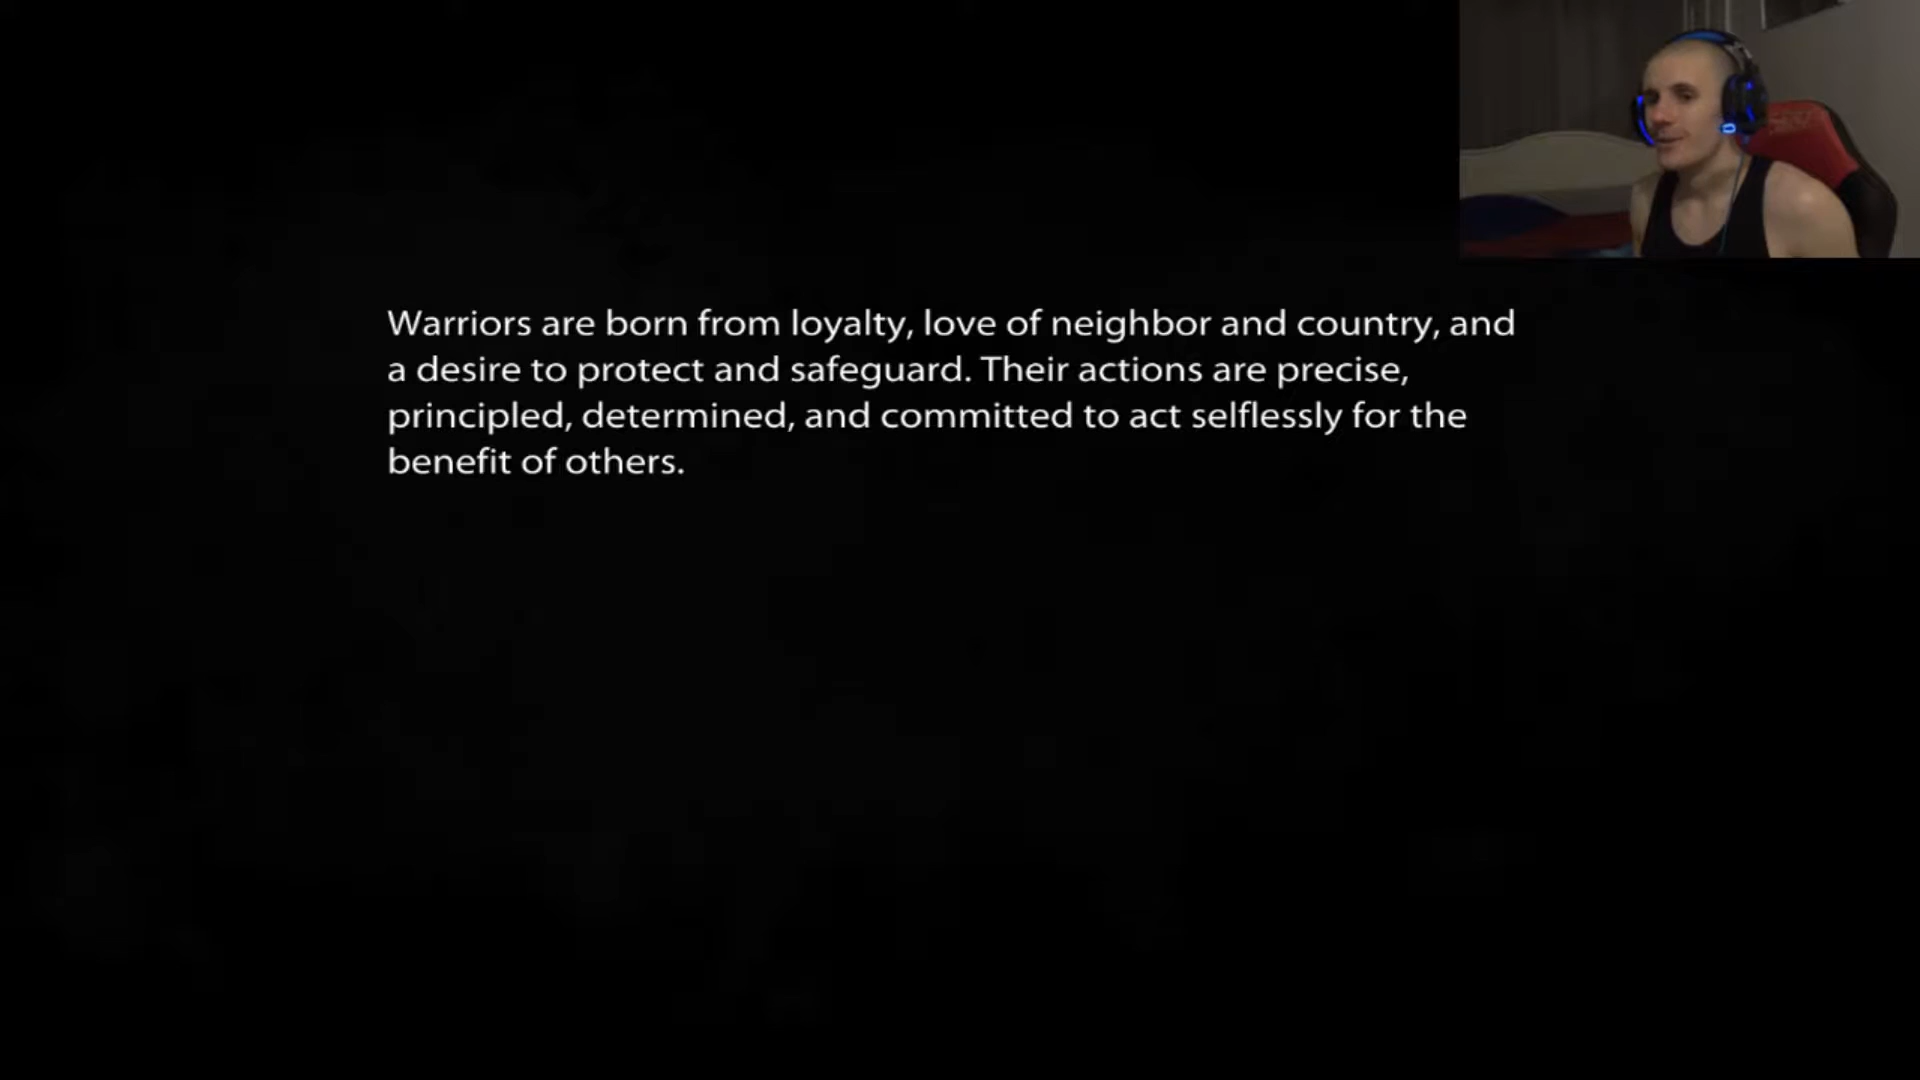 Warriors are born from loyalty, love of neighbor and country, and
a desire to protect and safeguard. Their actions are precise,
principled, determined, and committed to act selflessly for the
benefit of others.